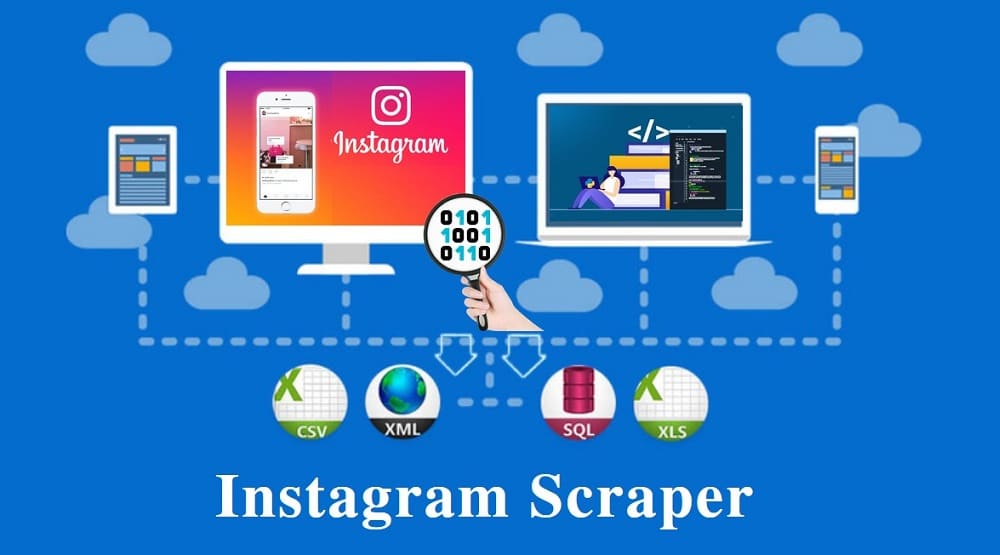 Instagram
</>
0101
1001
0110
CSV
XML
SQL
XLS
Instagram Scraper